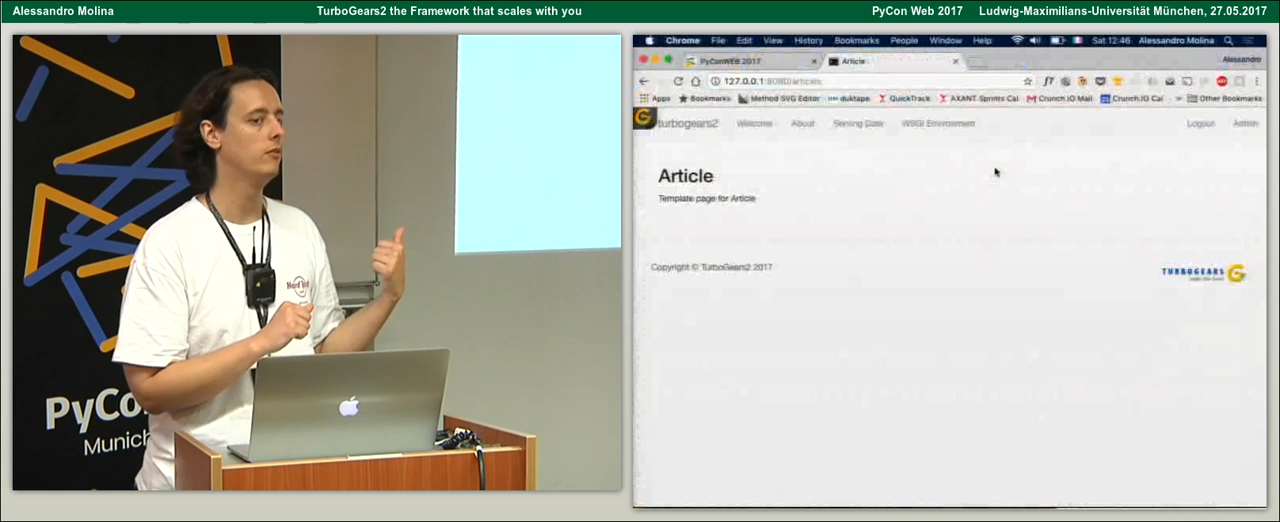 Alessandro Molina
TurboGears2 the Framework that scales with you
PyCon Web 2017
Ludwig-Maximilians-Universität München, 27.05.2017
PyCo
Munich
Hard Rock
Chrome File Edit View History Bookmarks People Window Help
Sat 12:46 Alessandro Molina
PyConWEB 2017
Article
Alessandro
127.0.0.1:8080/articles
Apps Bookmarks Method SVG Editor duktape QuickTrack AXANT Sprints Cal Crunch.IO Mail Crunch.IO Cal » Other Bookmarks
turbogears2 Welcome About Serving Data WSGI Environment Logout Admin
Article
Template page for Article
Copyright © TurboGears2 2017
TURBOGEARS